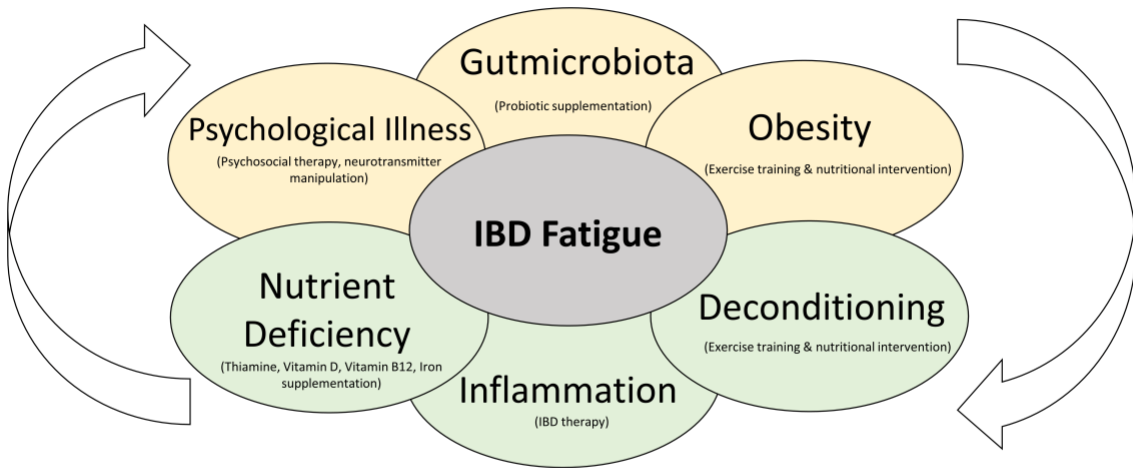 Gutmicrobiota
(Probiotic supplementation)
Psychological Illness
(Psychosocial therapy, neurotransmitter
manipulation)
Obesity
(Exercise training & nutritional intervention)
IBD Fatigue
Nutrient
Deficiency
(Thiamine, Vitamin D, Vitamin B12, Iron
supplementation)
Deconditioning
(Exercise training & nutritional intervention)
Inflammation
(IBD therapy)